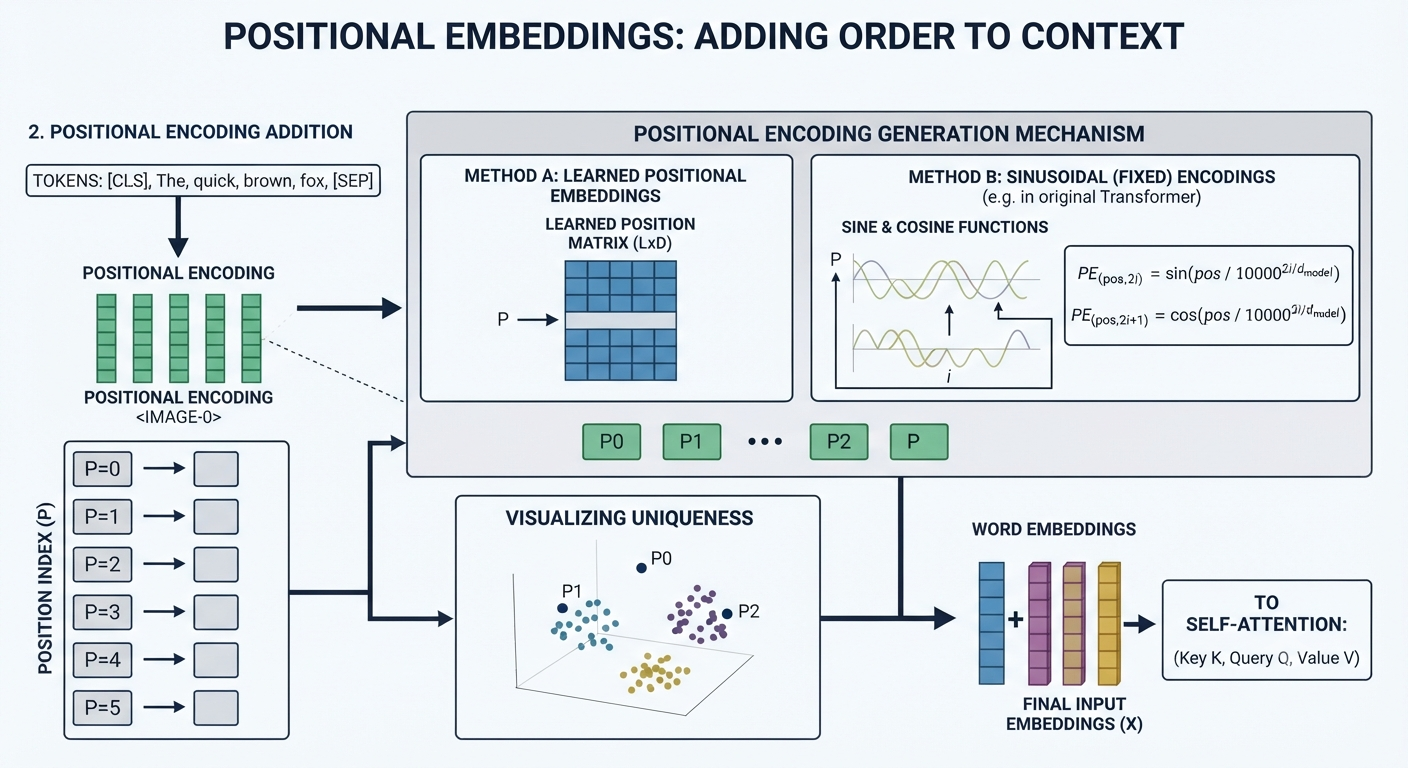 POSITIONAL EMBEDDINGS: ADDING ORDER TO CONTEXT
2. POSITIONAL ENCODING ADDITION
TOKENS: [CLS], The, quick, brown, fox, [SEP]
POSITIONAL ENCODING
POSITIONAL ENCODING
<IMAGE-0>
POSITION INDEX (P)
P=0
P=1
P=2
P=3
P=4
P=5
POSITIONAL ENCODING GENERATION MECHANISM
METHOD A: LEARNED POSITIONAL
EMBEDDINGS
LEARNED POSITION
MATRIX (LxD)
P
METHOD B: SINUSOIDAL (FIXED) ENCODINGS
(e.g. in original Transformer)
SINE & COSINE FUNCTIONS
P
i
PE(pos,2i) = sin(pos / 10000^2i/dmodel)
PE(pos,2i+1) = cos(pos / 10000
P0
P1
•••
P2
P
VISUALIZING UNIQUENESS
P0
P1
P2
WORD EMBEDDINGS
+
FINAL INPUT
EMBEDDINGS (X)
TO
SELF-ATTENTION:
(Key K, Query Q, Value V)